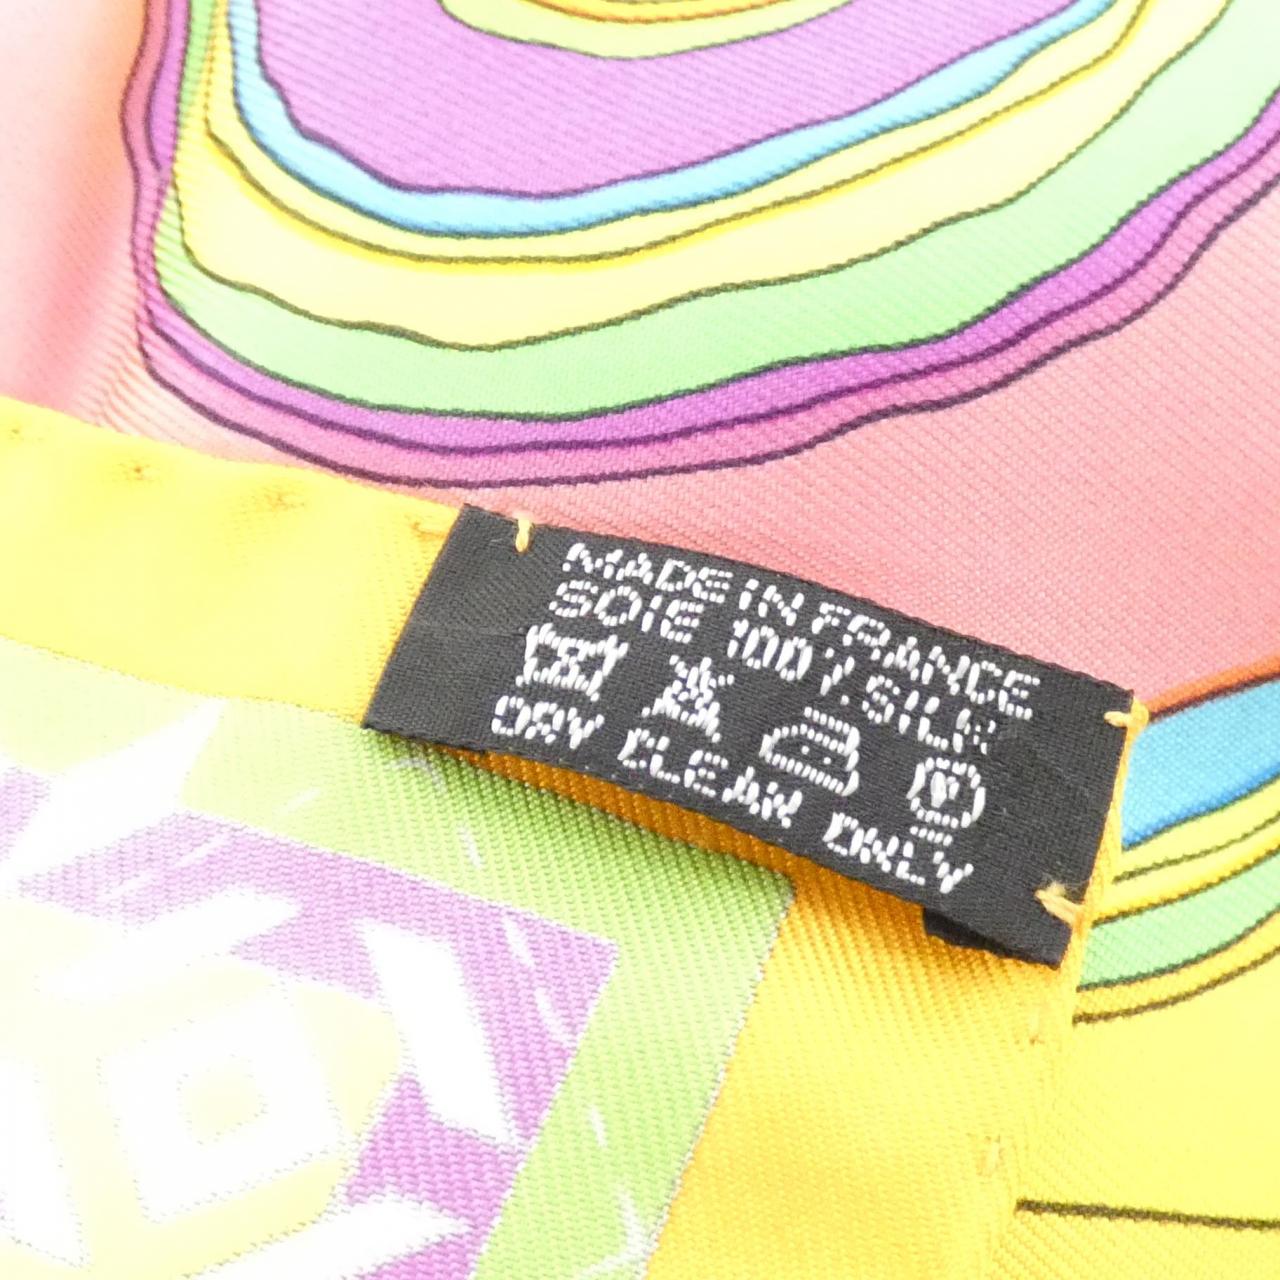 MADE IN FRANCE
SOIE 100% SILK
P
DRY CLEAN ONLY